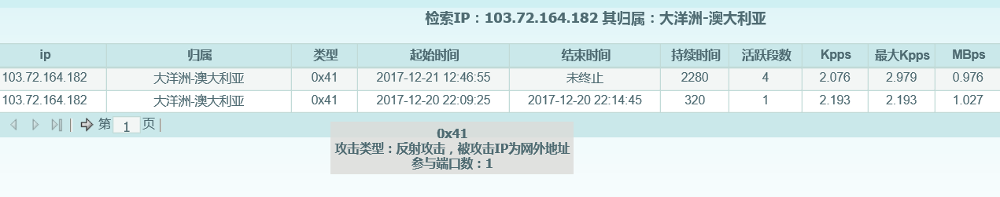 检索IP：103.72.164.182 其归属：大洋洲-澳大利亚
ip 归属 类型 起始时间 结束时间 持续时间 活跃段数 Kpps 最大Kpps MBps
103.72.164.182 大洋洲-澳大利亚 0x41 2017-12-21 12:46:55 未终止 2280 4 2.076 2.979 0.976
103.72.164.182 大洋洲-澳大利亚 0x41 2017-12-20 22:09:25 2017-12-20 22:14:45 320 1 2.193 2.193 1.027
第 1 页
0x41
攻击类型：反射攻击，被攻击IP为网外地址
参与端口数：1